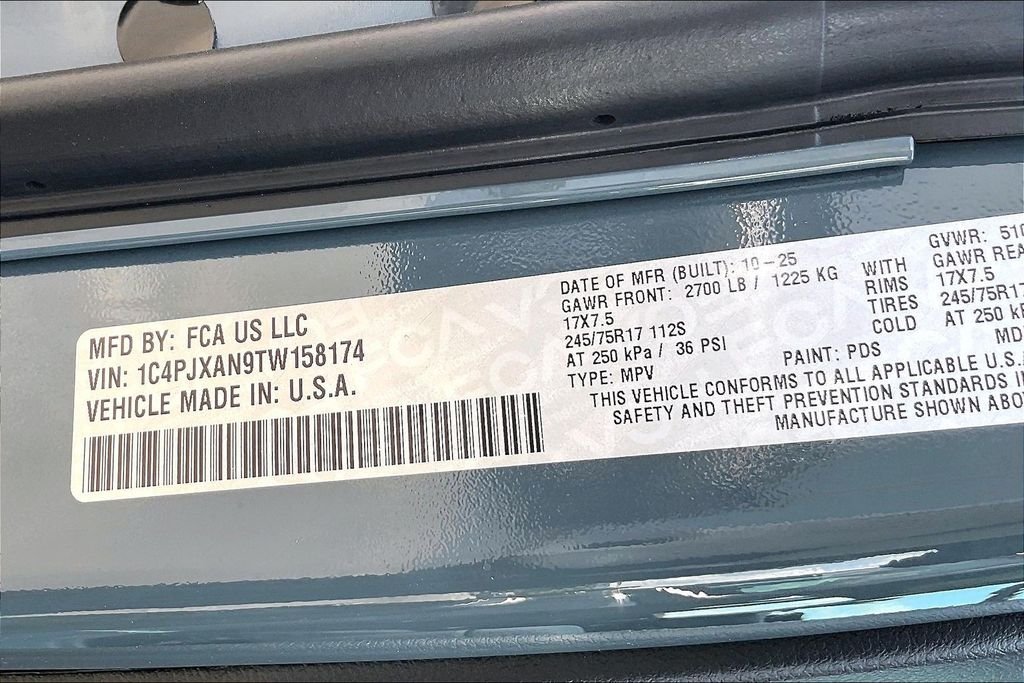 MFD BY: FCA US LLC
VIN: 1C4PJXAN9TW158174
VEHICLE MADE IN: U.S.A.
DATE OF MFR (BUILT): 10-25 GVWR: 510
GAWR FRONT: 2700 LB / 1225 KG WITH GAWR REA
17X7.5 RIMS 17X7.5
245/75R17 112S TIRES 245/75R17
AT 250 kPa / 36 PSI COLD AT 250 kP
TYPE: MPV PAINT: PDS MD
THIS VEHICLE CONFORMS TO ALL APPLICABLE U.S.
SAFETY AND THEFT PREVENTION STANDARDS IN
MANUFACTURE SHOWN ABO